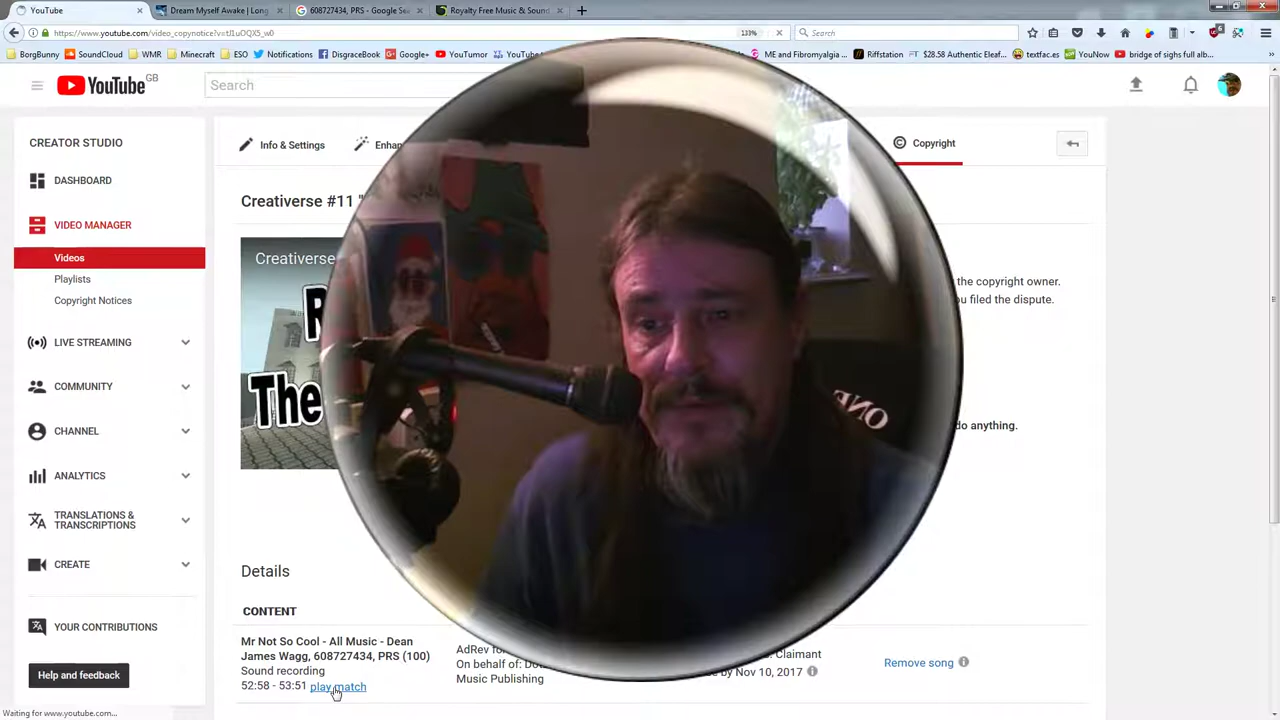 YouTube
Dream Myself Awake | Long
608727434, PRS - Google Se
Royalty Free Music & Sound
https://www.youtube.com/video_copynotice?v=
133%
Search
BorgBunny
SoundCloud
WMR
Minecraft
ESO
Notifications
DisgraceBook
Google+
YouTumor
ME and Fibromyalgia
Riffstation
$28.58 Authentic Eleaf
textfac.es
YouNow
bridge of sighs full
YouTube GB
Search
CREATOR STUDIO
Info & Settings
Enhan
Copyright
DASHBOARD
VIDEO MANAGER
Videos
Playlists
Copyright Notices
LIVE STREAMING
COMMUNITY
CHANNEL
ANALYTICS
TRANSLATIONS & TRANSCRIPTIONS
CREATE
YOUR CONTRIBUTIONS
Help and feedback
Creativerse #11 "
Creativerse
R
The
the copyright owner.
you filed the dispute.
do anything.
ONE
Details
CONTENT
Mr Not So Cool - All Music - Dean
James Wagg, 608727434, PRS (100)
Sound recording
52:58 - 53:51 play match
AdRev for
On behalf of:
Music Publishing
Claimant
by Nov 10, 2017
Remove song
Waiting for www.youtube.com...